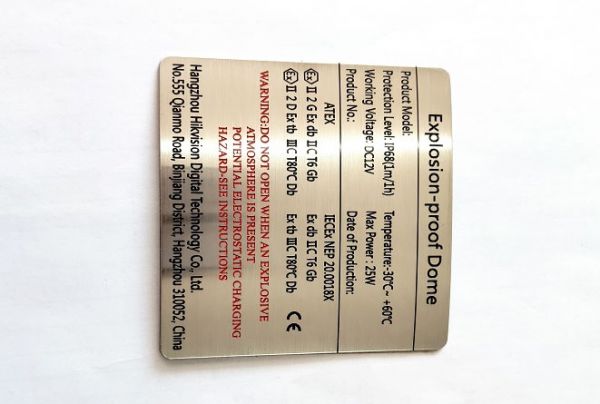 Explosion-proof Dome
Product Model:
Protection Level: IP68(1m/1h) Temperature:-30℃~ +60℃
Working Voltage: DC12V Max Power : 25W
Product No.: Date of Production:
ATEX IECEx NEP 20.0018X
Ex II 2 G Ex db IIC T6 Gb Ex db IIC T6 Gb
Ex II 2 D Ex tb IIIC T80℃ Db Ex tb IIIC T80℃ Db CE
WARNING:DO NOT OPEN WHEN AN EXPLOSIVE
ATMOSPHERE IS PRESENT
POTENTIAL ELECTROSTATIC CHARGING
HAZARD-SEE INSTRUCTIONS
Hangzhou Hikvision Digital Technology Co., Ltd.
No.555 Qianmo Road, Binjiang District, Hangzhou 310052, China